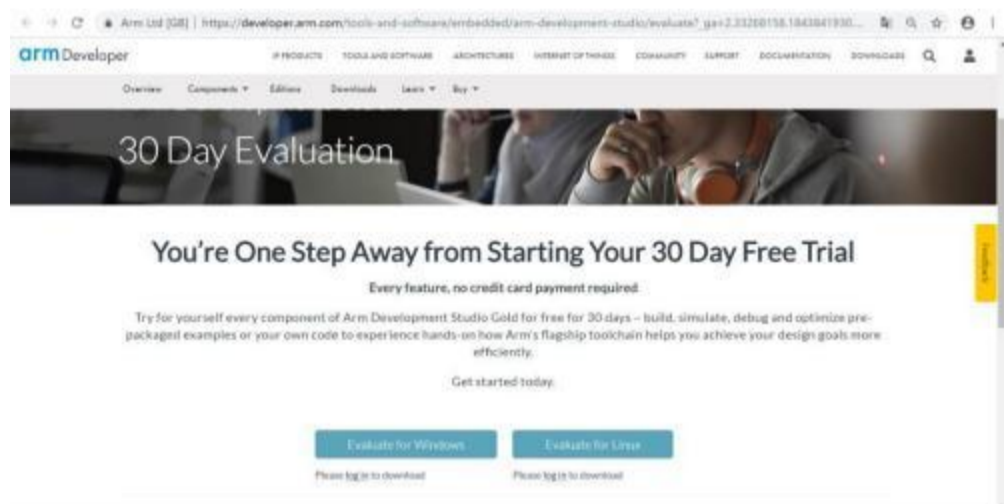 Arm Ltd [GB] | https://developer.arm.com/tools-and-software/embedded/arm-development-studio/evaluate?_ga=2.33
arm Developer
IP PRODUCTS TOOLS AND SOFTWARE ARCHITECTURES INTERNET OF THINGS COMMUNITY SUPPORT DOCUMENTATION DOWNLOADS
Overview Components Editions Downloads Learn Buy
30 Day Evaluation
You're One Step Away from Starting Your 30 Day Free Trial
Every feature, no credit card payment required
Try for yourself every component of Arm Development Studio Gold for free for 30 days – build, simulate, debug and optimize pre-
packaged examples or your own code to experience hands-on how Arm's flagship toolchain helps you achieve your design goals more
efficiently.
Get started today.
Evaluate for Windows Evaluate for Linux
Please log in to download Please log in to download
Feedback